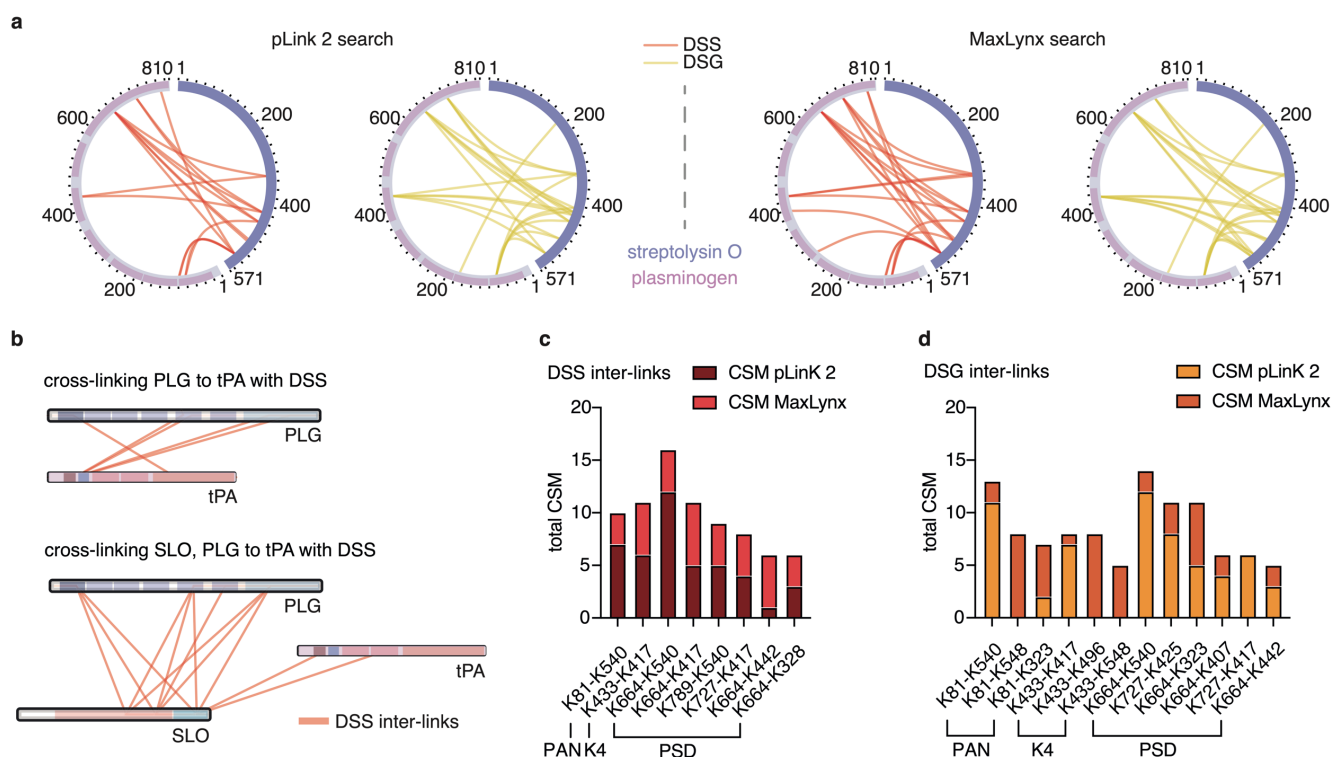 a
pLink 2 search
DSS
DSG
MaxLynx search
810 1
200
400
571
1
200
400
600
810 1
200
400
571
1
200
400
600
streptolysin O
plasminogen
810 1
200
400
571
1
200
400
600
810 1
200
400
571
1
200
400
600
b
cross-linking PLG to tPA with DSS
PLG
tPA
cross-linking SLO, PLG to tPA with DSS
PLG
tPA
SLO
DSS inter-links
c
DSS inter-links
CSM pLinK 2
CSM MaxLynx
total CSM
20
15
10
5
0
K81-K540
K433-K417
K664-K540
K664-K417
K789-K540
K727-K417
K664-K442
K664-K328
PAN
K4
PSD
d
DSG inter-links
CSM pLinK 2
CSM MaxLynx
total CSM
20
15
10
5
0
K81-K540
K81-K548
K81-K323
K433-K417
K433-K496
K433-K548
K664-K540
K727-K425
K664-K323
K664-K407
K727-K417
K664-K442
PAN
K4
PSD